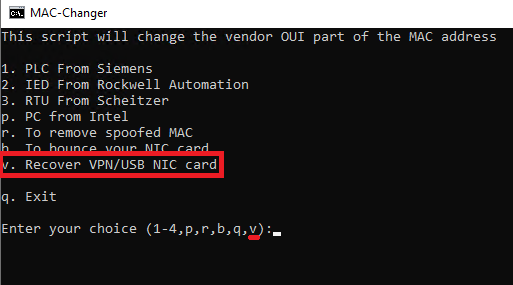 MAC-Changer
This script will change the vendor OUI part of the MAC address
1. PLC From Siemens
2. IED From Rockwell Automation
3. RTU From Scheitzer
p. PC from Intel
r. To remove spoofed MAC
b. To bounce your NIC card
v. Recover VPN/USB NIC card
q. Exit
Enter your choice (1-4,p,r,b,q,v):